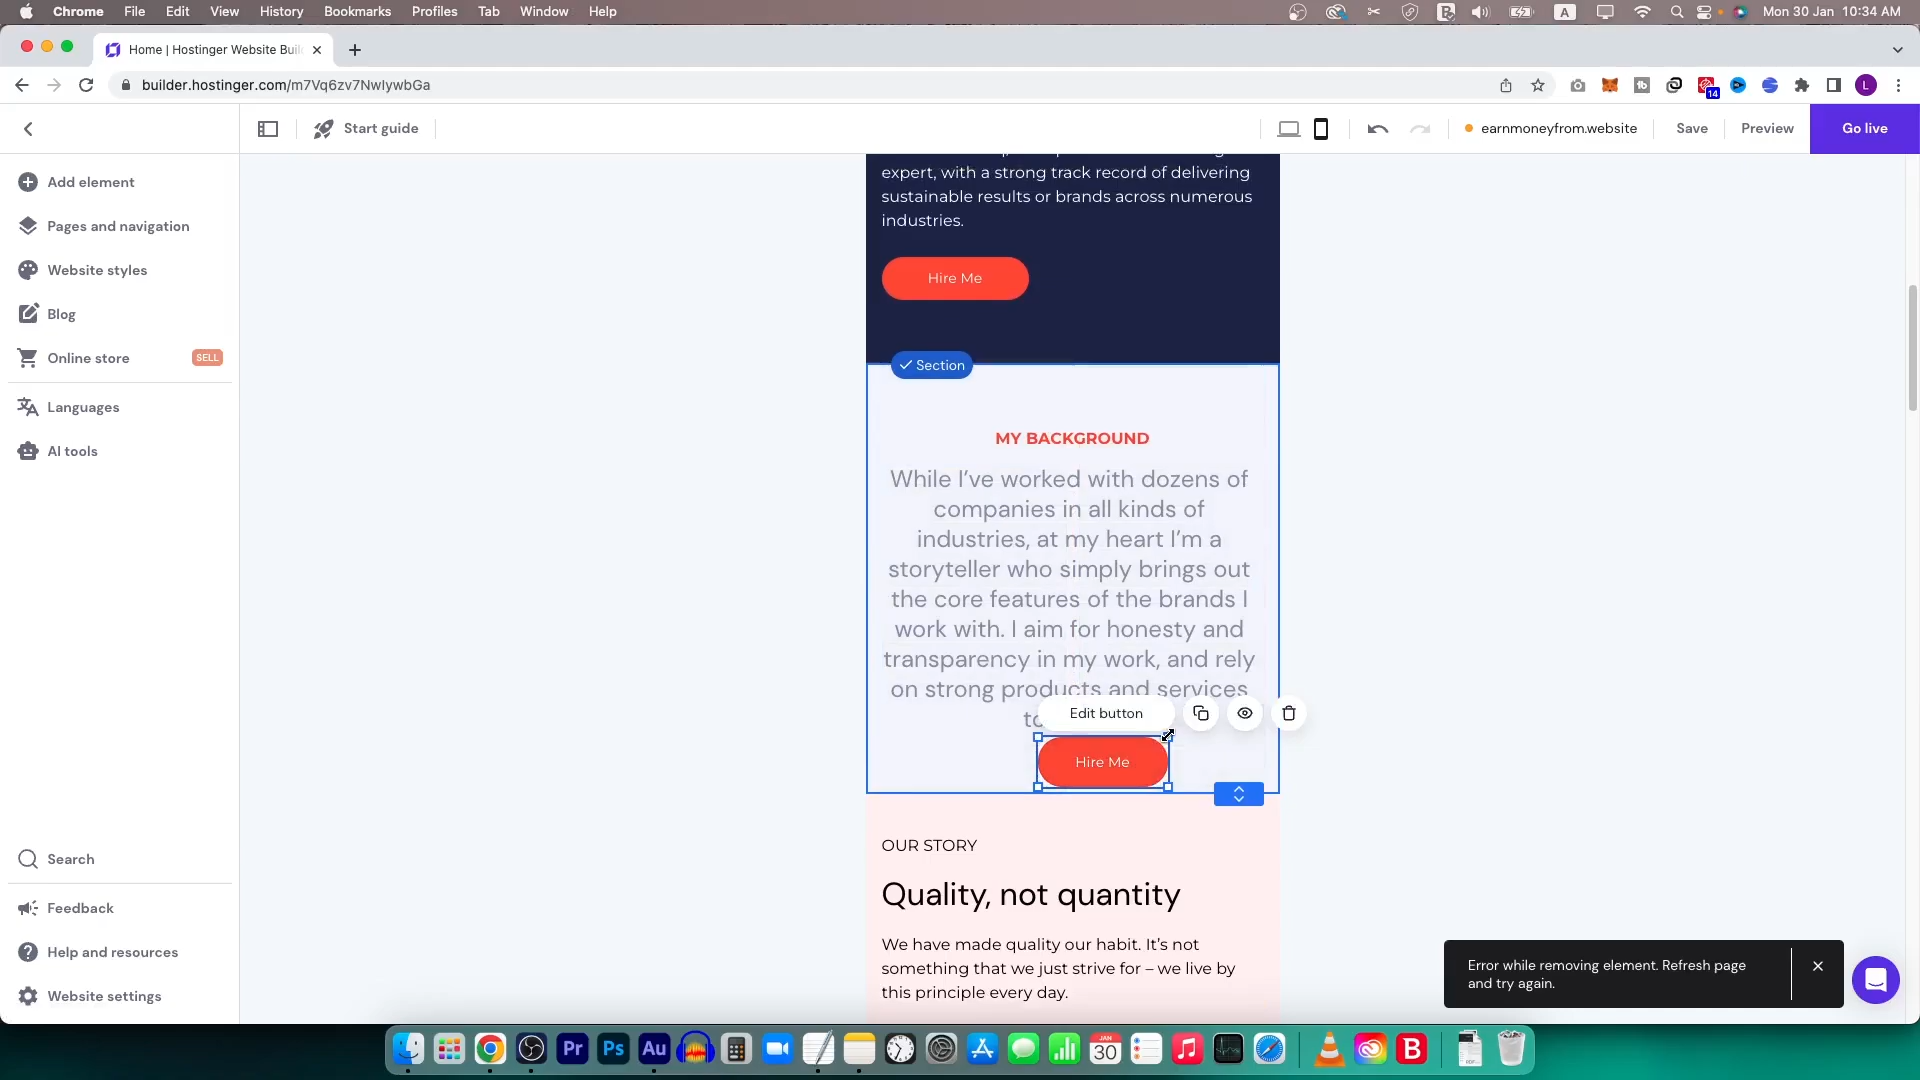 Chrome File Edit View History Bookmarks Profiles Tab Window Help
A
Mon 30 Jan 10:34 AM
Home | Hostinger Website Buil
builder.hostinger.com/m7Vq6zv7NwlywbGa
14
L
Start guide
earnmoneyfrom.website
Save
Preview
Go live
Add element
Pages and navigation
Website styles
Blog
Online store
SELL
Languages
AI tools
Search
Feedback
Help and resources
Website settings
expert, with a strong track record of delivering
sustainable results or brands across numerous
industries.
Hire Me
Section
MY BACKGROUND
While I’ve worked with dozens of
companies in all kinds of
industries, at my heart I’m a
storyteller who simply brings out
the core features of the brands I
work with. I aim for honesty and
transparency in my work, and rely
on strong products and services
Edit button
Hire Me
OUR STORY
Quality, not quantity
We have made quality our habit. It’s not
something that we just strive for – we live by
this principle every day.
Error while removing element. Refresh page
and try again.
Pr
Ps
Au
JAN
30
B